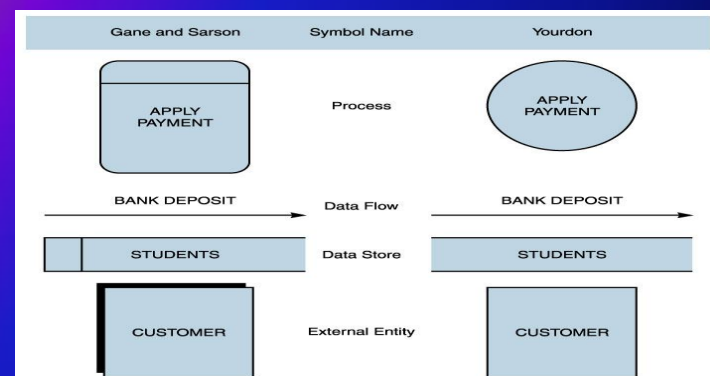 Gane and Sarson Symbol Name Yourdon
APPLY
PAYMENT
Process
APPLY
PAYMENT
BANK DEPOSIT
Data Flow
BANK DEPOSIT
STUDENTS
Data Store
STUDENTS
CUSTOMER
External Entity
CUSTOMER